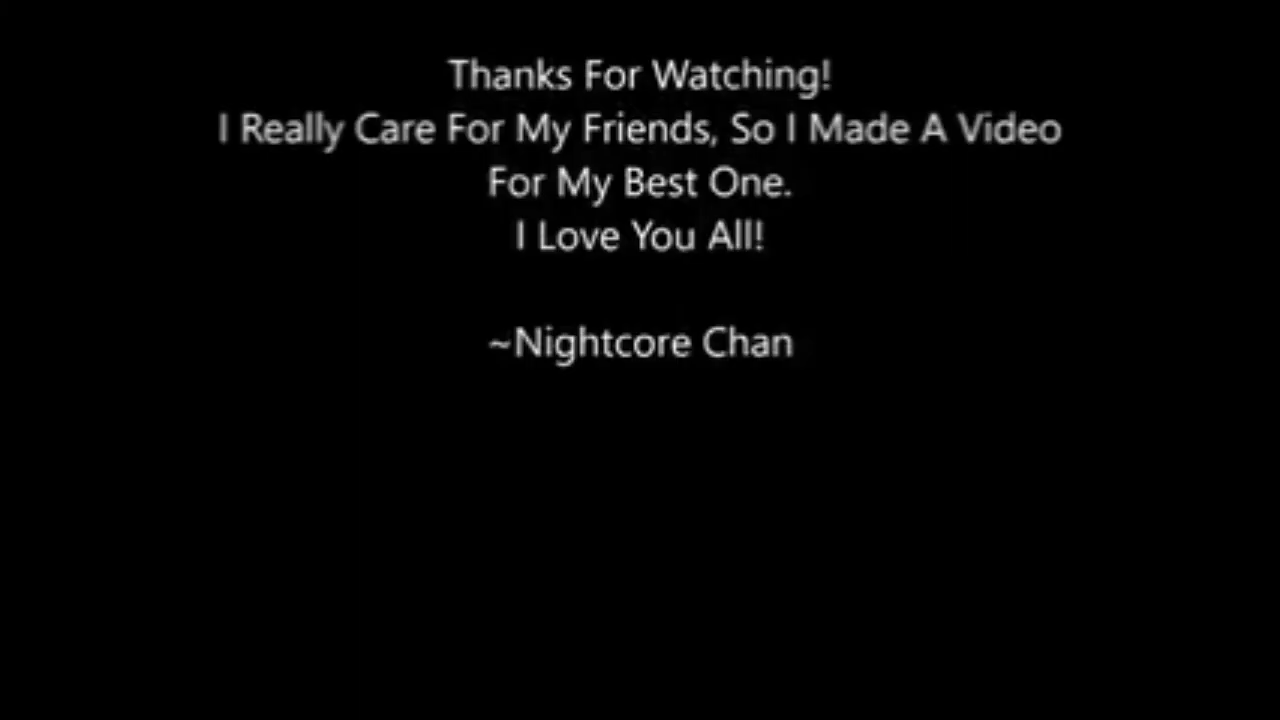 Thanks For Watching!
I Really Care For My Friends, So I Made A Video
For My Best One.
I Love You All!
~Nightcore Chan